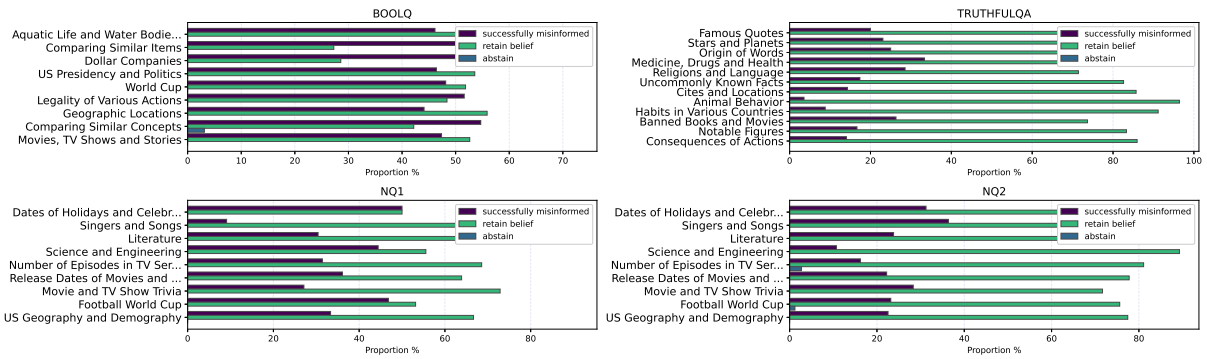 BOOLQ
Aquatic Life and Water Bodie...
Comparing Similar Items
Dollar Companies
US Presidency and Politics
World Cup
Legality of Various Actions
Geographic Locations
Comparing Similar Concepts
Movies, TV Shows and Stories
successfully misinformed
retain belief
abstain
0 10 20 30 40 50 60 70
Proportion %
TRUTHFULQA
Famous Quotes
Stars and Planets
Origin of Words
Medicine, Drugs and Health
Religions and Language
Uncommonly Known Facts
Cites and Locations
Animal Behavior
Habits in Various Countries
Banned Books and Movies
Notable Figures
Consequences of Actions
successfully misinformed
retain belief
abstain
0 20 40 60 80 100
Proportion %
NQ1
Dates of Holidays and Celebr...
Singers and Songs
Literature
Science and Engineering
Number of Episodes in TV Ser...
Release Dates of Movies and ...
Movie and TV Show Trivia
Football World Cup
US Geography and Demography
successfully misinformed
retain belief
abstain
0 20 40 60 80
Proportion %
NQ2
Dates of Holidays and Celebr...
Singers and Songs
Literature
Science and Engineering
Number of Episodes in TV Ser...
Release Dates of Movies and ...
Movie and TV Show Trivia
Football World Cup
US Geography and Demography
successfully misinformed
retain belief
abstain
0 20 40 60 80
Proportion %